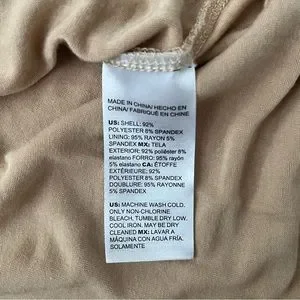 MADE IN CHINA/ HECHO EN
CHINA/ FABRIQUÉ EN CHINE
US: SHELL: 92%
POLYESTER 8% SPANDEX
LINING: 95% RAYON 5%
SPANDEX MX: TELA
EXTERIOR: 92% poliéster 8%
elastano FORRO: 95% rayón
5% elastano CA: ÉTOFFE
EXTÉRIEURE: 92%
POLYESTER 8% SPANDEX
DOUBLURE: 95% RAYONNE
5% SPANDEX
US: MACHINE WASH COLD.
ONLY NON-CHLORINE
BLEACH. TUMBLE DRY LOW.
COOL IRON, MAY BE DRY
CLEANED MX: LAVAR A
MÁQUINA CON AGUA FRÍA.
SOLAMENTE